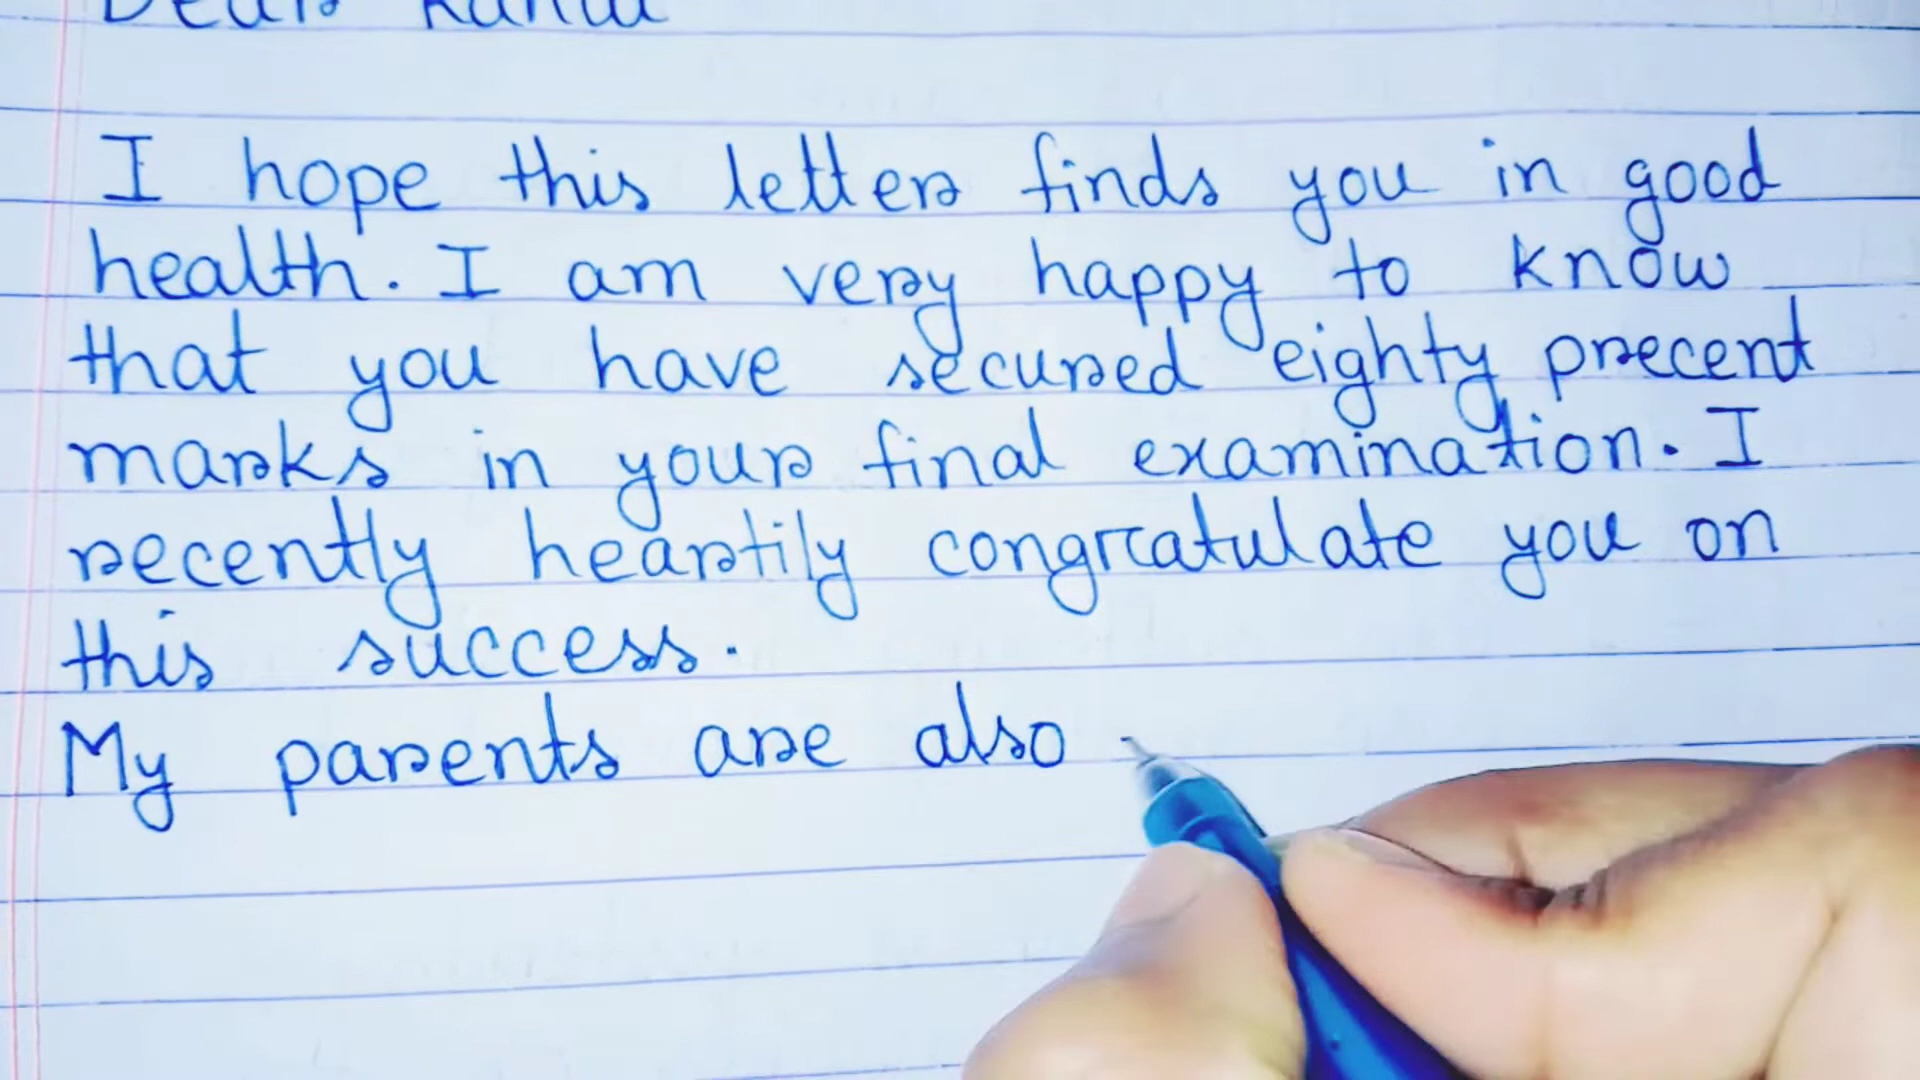 Dear
I hope this letter finds you in good
health. I am very happy to know
that you have secured eighty precent
marks in your final examination. I
recently heartily congratulate you on
this success.
My parents are also